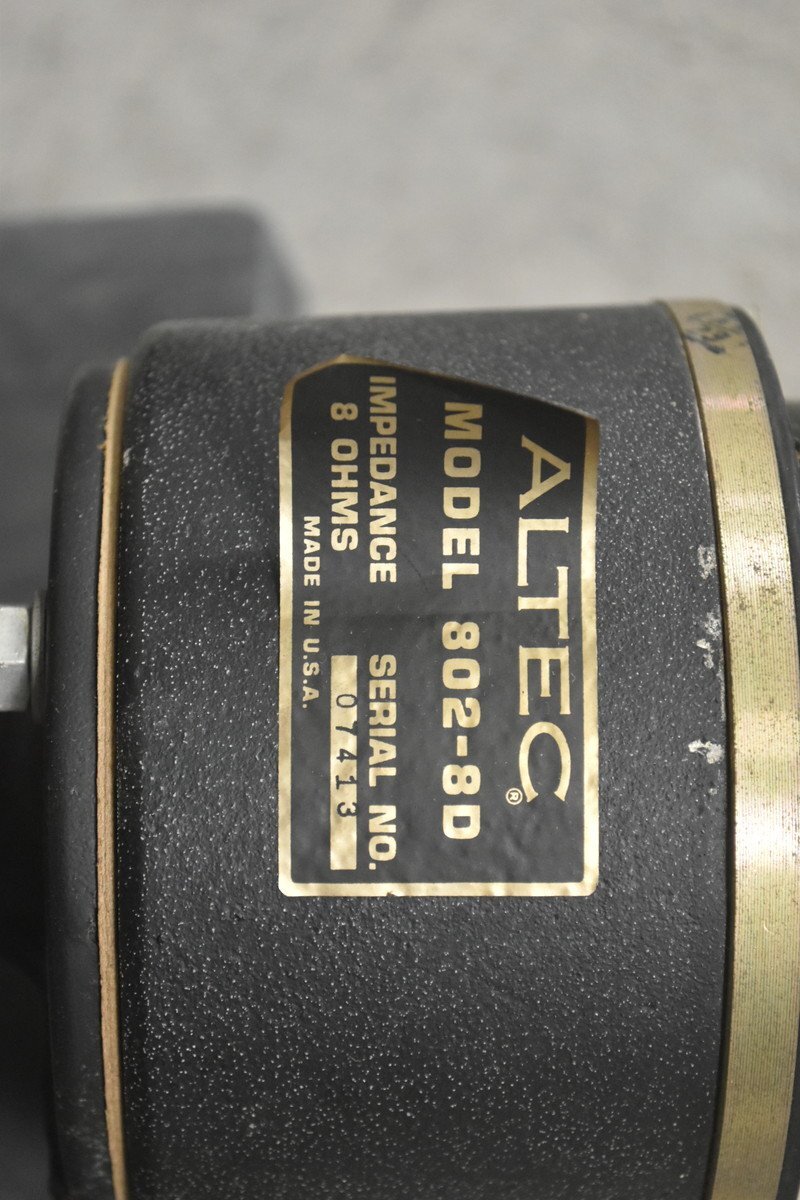 ALTEC®
MODEL 802-8D
IMPEDANCE SERIAL NO.
8 OHMS 07413
MADE IN U.S.A.